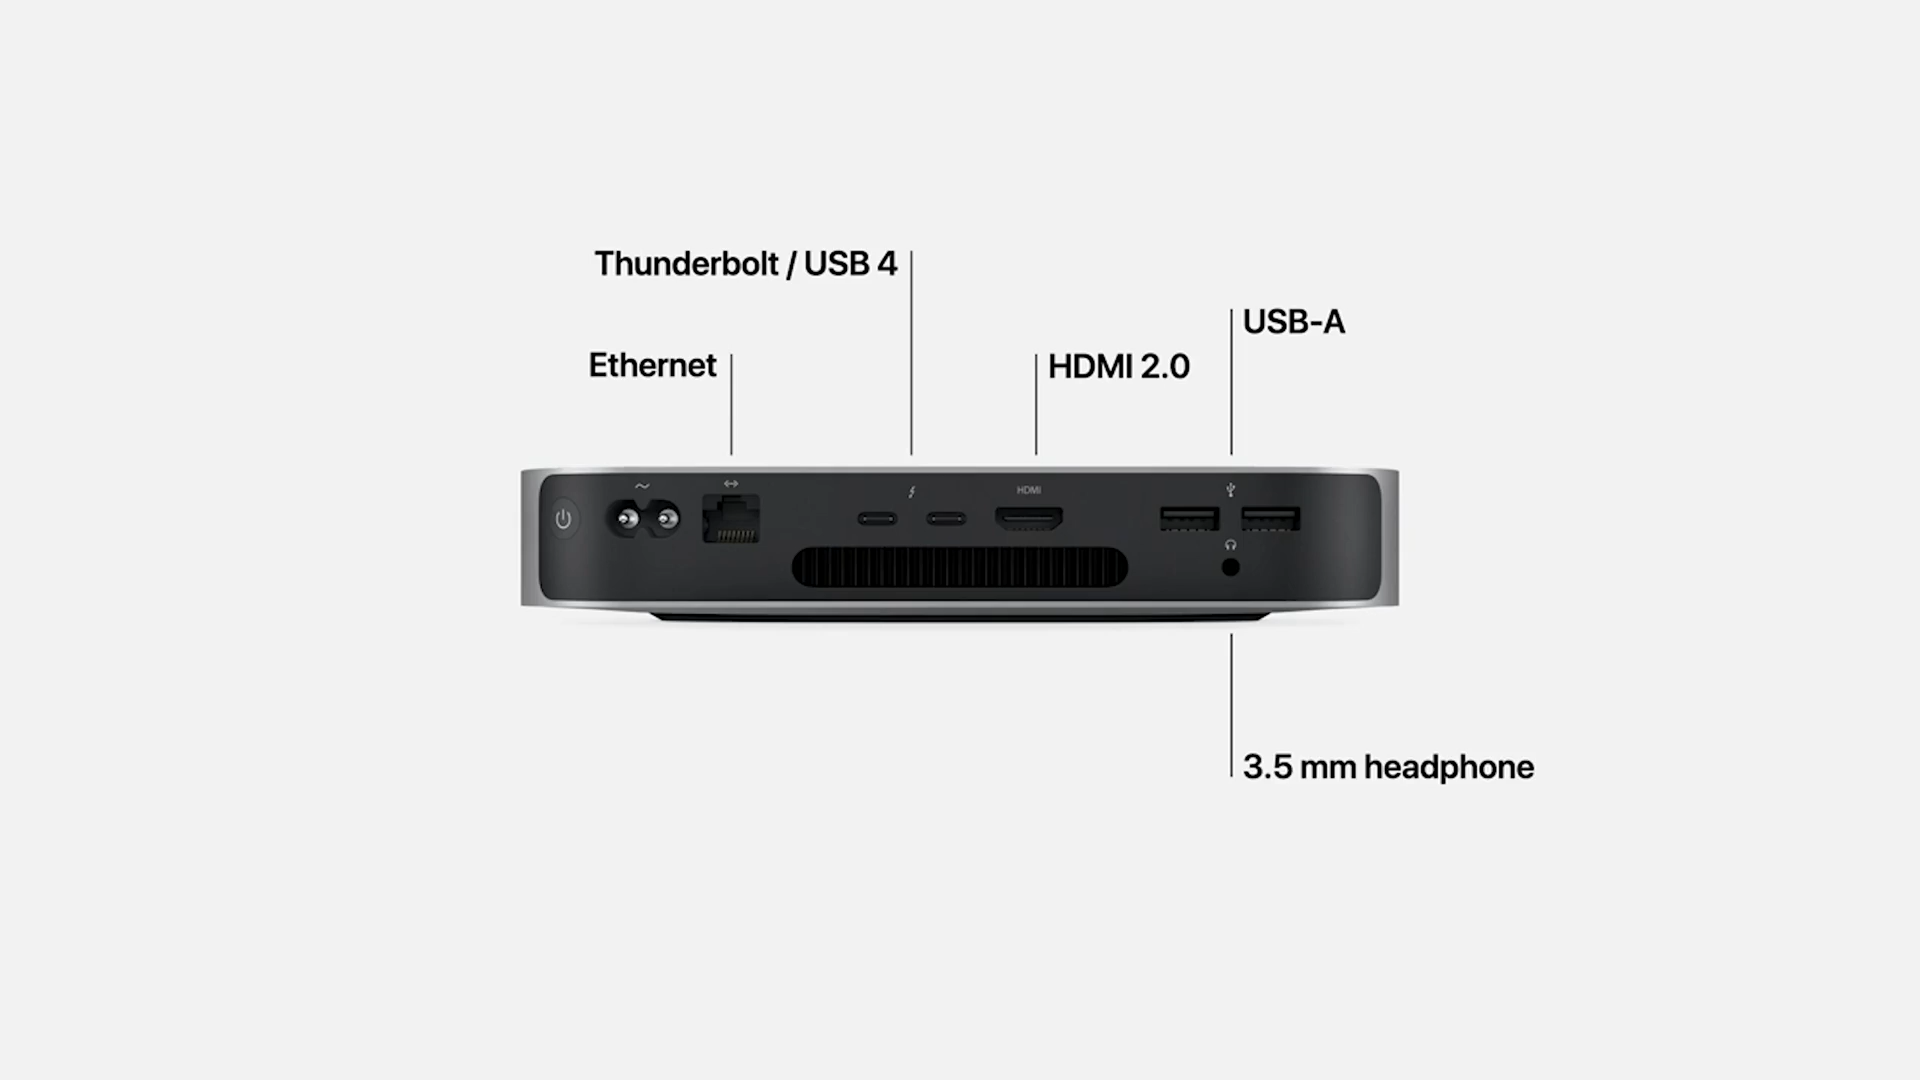 Thunderbolt / USB 4
USB-A
Ethernet
HDMI 2.0
HDMI
3.5 mm headphone